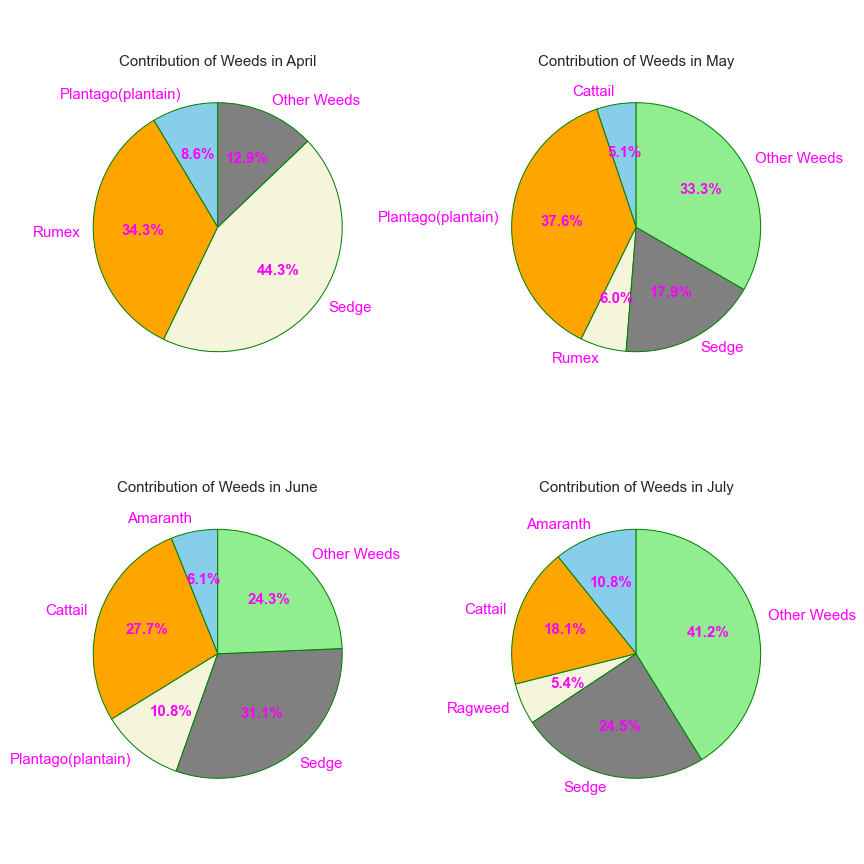 Contribution of Weeds in April
Plantago(plantain)
Other Weeds
8.6%
12.9%
Rumex
34.3%
44.3%
Sedge
Contribution of Weeds in May
Cattail
5.1%
Other Weeds
33.3%
Plantago(plantain)
37.6%
6.0%
17.9%
Rumex
Sedge
Contribution of Weeds in June
Amaranth
Other Weeds
6.1%
24.3%
Cattail
27.7%
10.8%
31.1%
Plantago(plantain)
Sedge
Contribution of Weeds in July
Amaranth
10.8%
Cattail
18.1%
Other Weeds
41.2%
5.4%
Ragweed
24.5%
Sedge